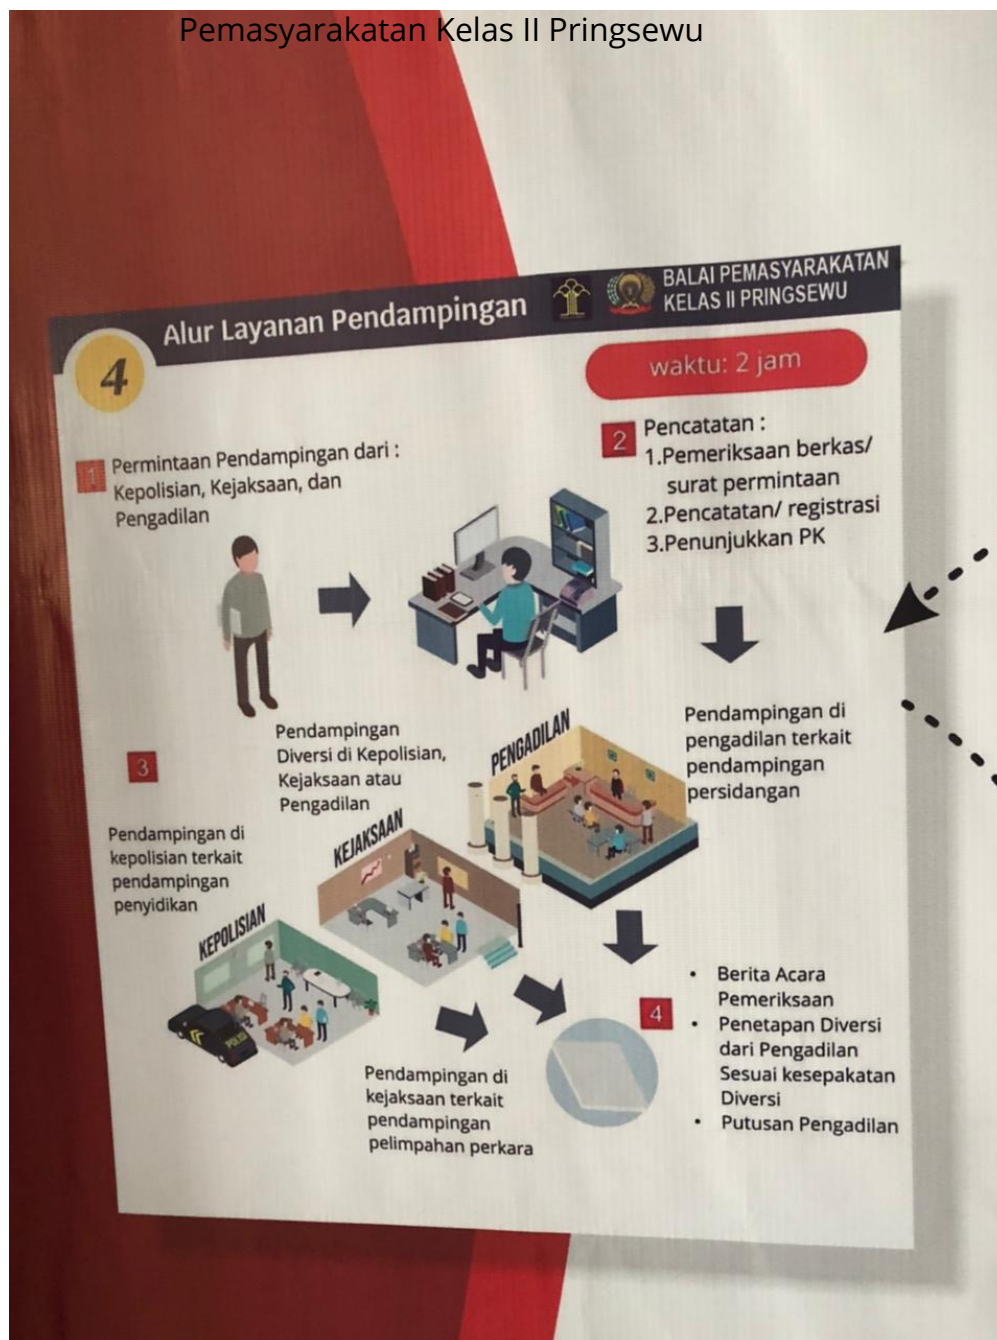 Pemasyarakatan Kelas II Pringsewu
BALAI PEMASYARAKATAN
KELAS II PRINGSEWU
4
Alur Layanan Pendampingan
waktu: 2 jam
1
Permintaan Pendampingan dari :
Kepolisian, Kejaksaan, dan
Pengadilan
2
Pencatatan :
1.Pemeriksaan berkas/
surat permintaan
2.Pencatatan/ registrasi
3.Penunjukkan PK
3
Pendampingan
Diversi di Kepolisian,
Kejaksaan atau
Pengadilan
PENGADILAN
Pendampingan di
pengadilan terkait
pendampingan
persidangan
Pendampingan di
kepolisian terkait
pendampingan
penyidikan
KEJAKSAAN
KEPOLISIAN
POLISI
Pendampingan di
kejaksaan terkait
pendampingan
pelimpahan perkara
4
• Berita Acara
Pemeriksaan
• Penetapan Diversi
dari Pengadilan
Sesuai kesepakatan
Diversi
• Putusan Pengadilan